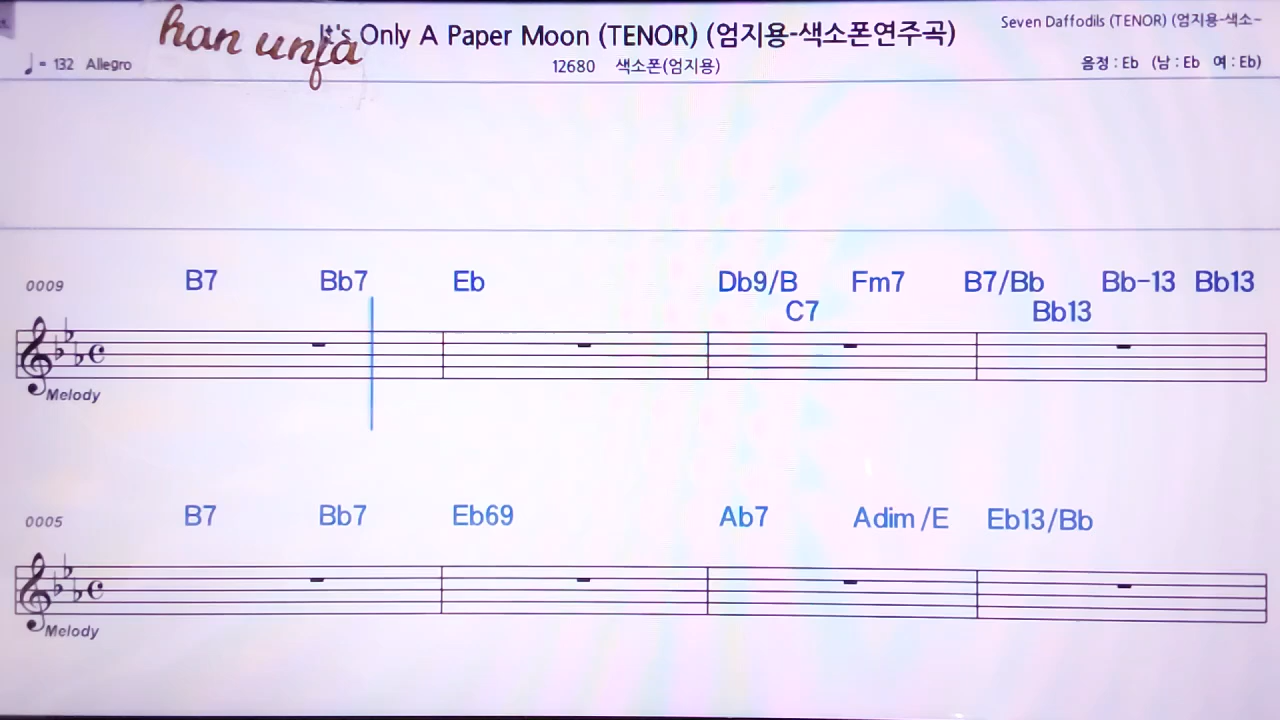 han unfa
It's Only A Paper Moon (TENOR) (엄지용-색소폰연주곡)
Seven Daffodils (TENOR) (엄지용-색소~
♩= 132 Allegro
12680 색소폰(엄지용)
음정 : Eb (남 : Eb 여 : Eb)
0009 B7 Bb7 Eb Db9/B Fm7 B7/Bb Bb-13 Bb13
C7 Bb13
Melody
0005 B7 Bb7 Eb69 Ab7 Adim/E Eb13/Bb
Melody